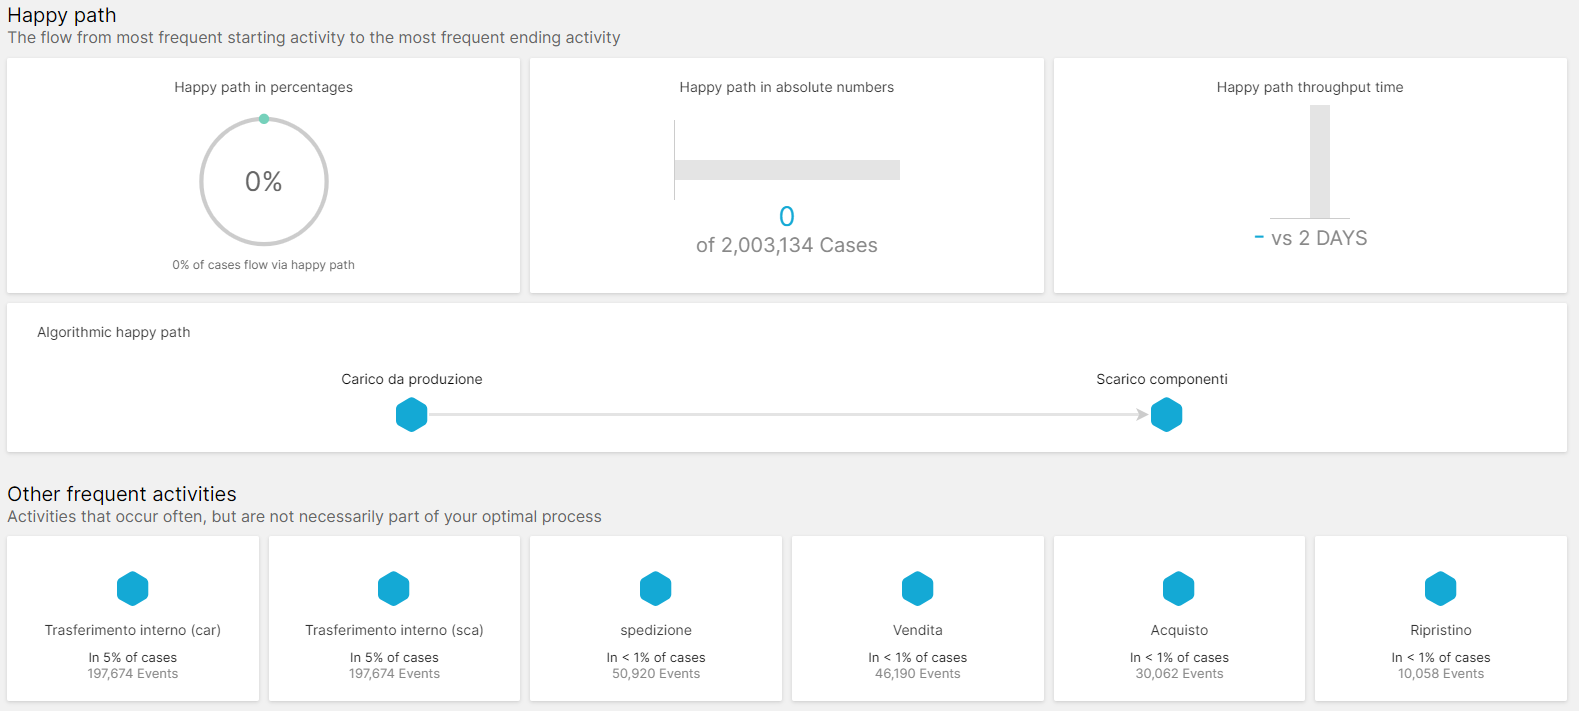 Happy path
The flow from most frequent starting activity to the most frequent ending activity
Happy path in percentages
0%
0% of cases flow via happy path
Happy path in absolute numbers
0
of 2,003,134 Cases
Happy path throughput time
- vs 2 DAYS
Algorithmic happy path
Carico da produzione
Scarico componenti
Other frequent activities
Activities that occur often, but are not necessarily part of your optimal process
Trasferimento interno (car)
In 5% of cases
197,674 Events
Trasferimento interno (sca)
In 5% of cases
197,674 Events
spedizione
In < 1% of cases
50,920 Events
Vendita
In < 1% of cases
46,190 Events
Acquisto
In < 1% of cases
30,062 Events
Ripristino
In < 1% of cases
10,058 Events